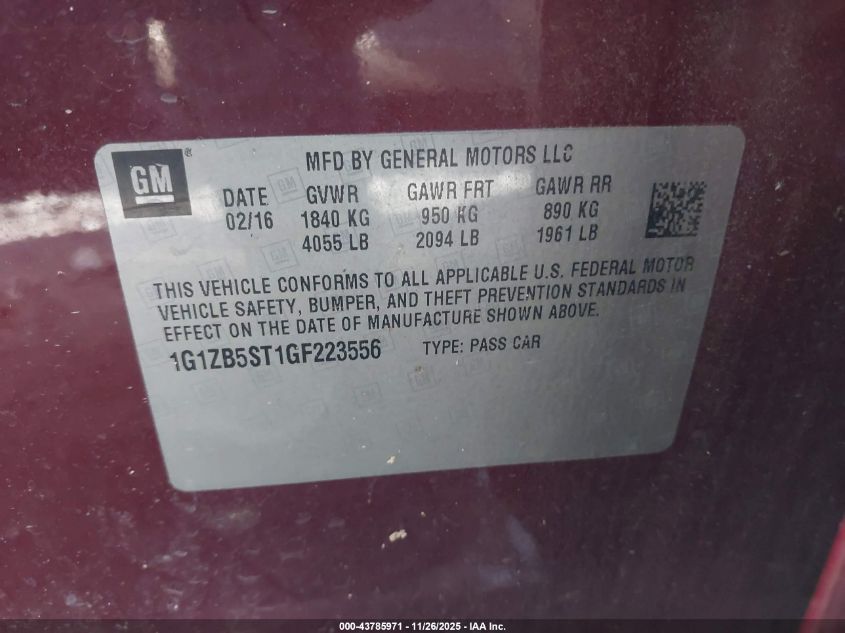 GM ®
MFD BY GENERAL MOTORS LLC
DATE GVWR GAWR FRT GAWR RR
02/16 1840 KG 950 KG 890 KG
4055 LB 2094 LB 1961 LB
THIS VEHICLE CONFORMS TO ALL APPLICABLE U.S. FEDERAL MOTOR
VEHICLE SAFETY, BUMPER, AND THEFT PREVENTION STANDARDS IN
EFFECT ON THE DATE OF MANUFACTURE SHOWN ABOVE.
1G1ZB5ST1GF223556 TYPE: PASS CAR
000-43785971 - 11/26/2025 - IAA Inc.